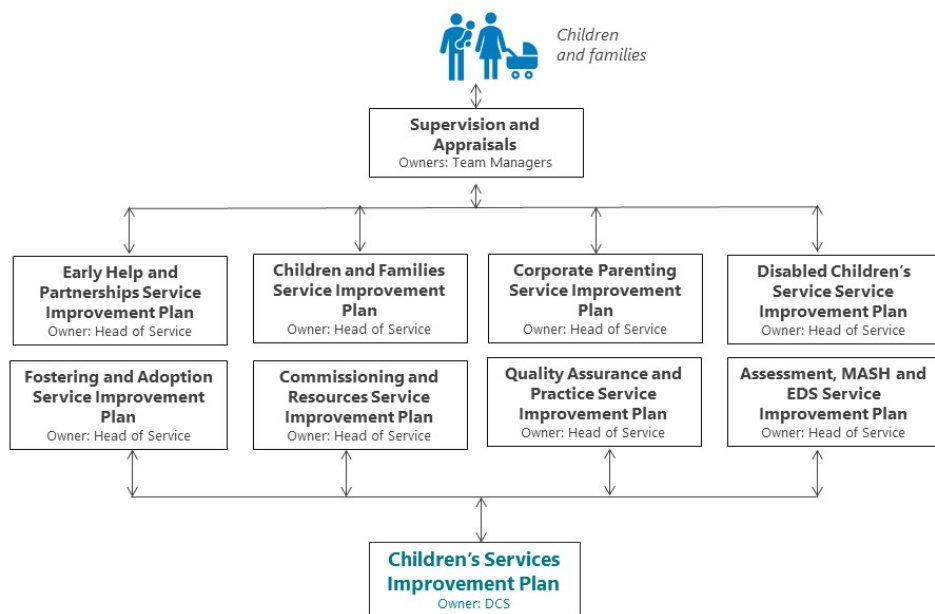 Children
and families
Supervision and
Appraisals
Owners: Team Managers
Early Help and
Partnerships Service
Improvement Plan
Owner: Head of Service
Children and Families
Service Improvement
Plan
Owner: Head of Service
Corporate Parenting
Service Improvement
Plan
Owner: Head of Service
Disabled Children’s
Service Service
Improvement Plan
Owner: Head of Service
Fostering and Adoption
Service Improvement
Plan
Owner: Head of Service
Commissioning and
Resources Service
Improvement Plan
Owner: Head of Service
Quality Assurance and
Practice Service
Improvement Plan
Owner: Head of Service
Assessment, MASH and
EDS Service
Improvement Plan
Owner: Head of Service
Children’s Services
Improvement Plan
Owner: DCS